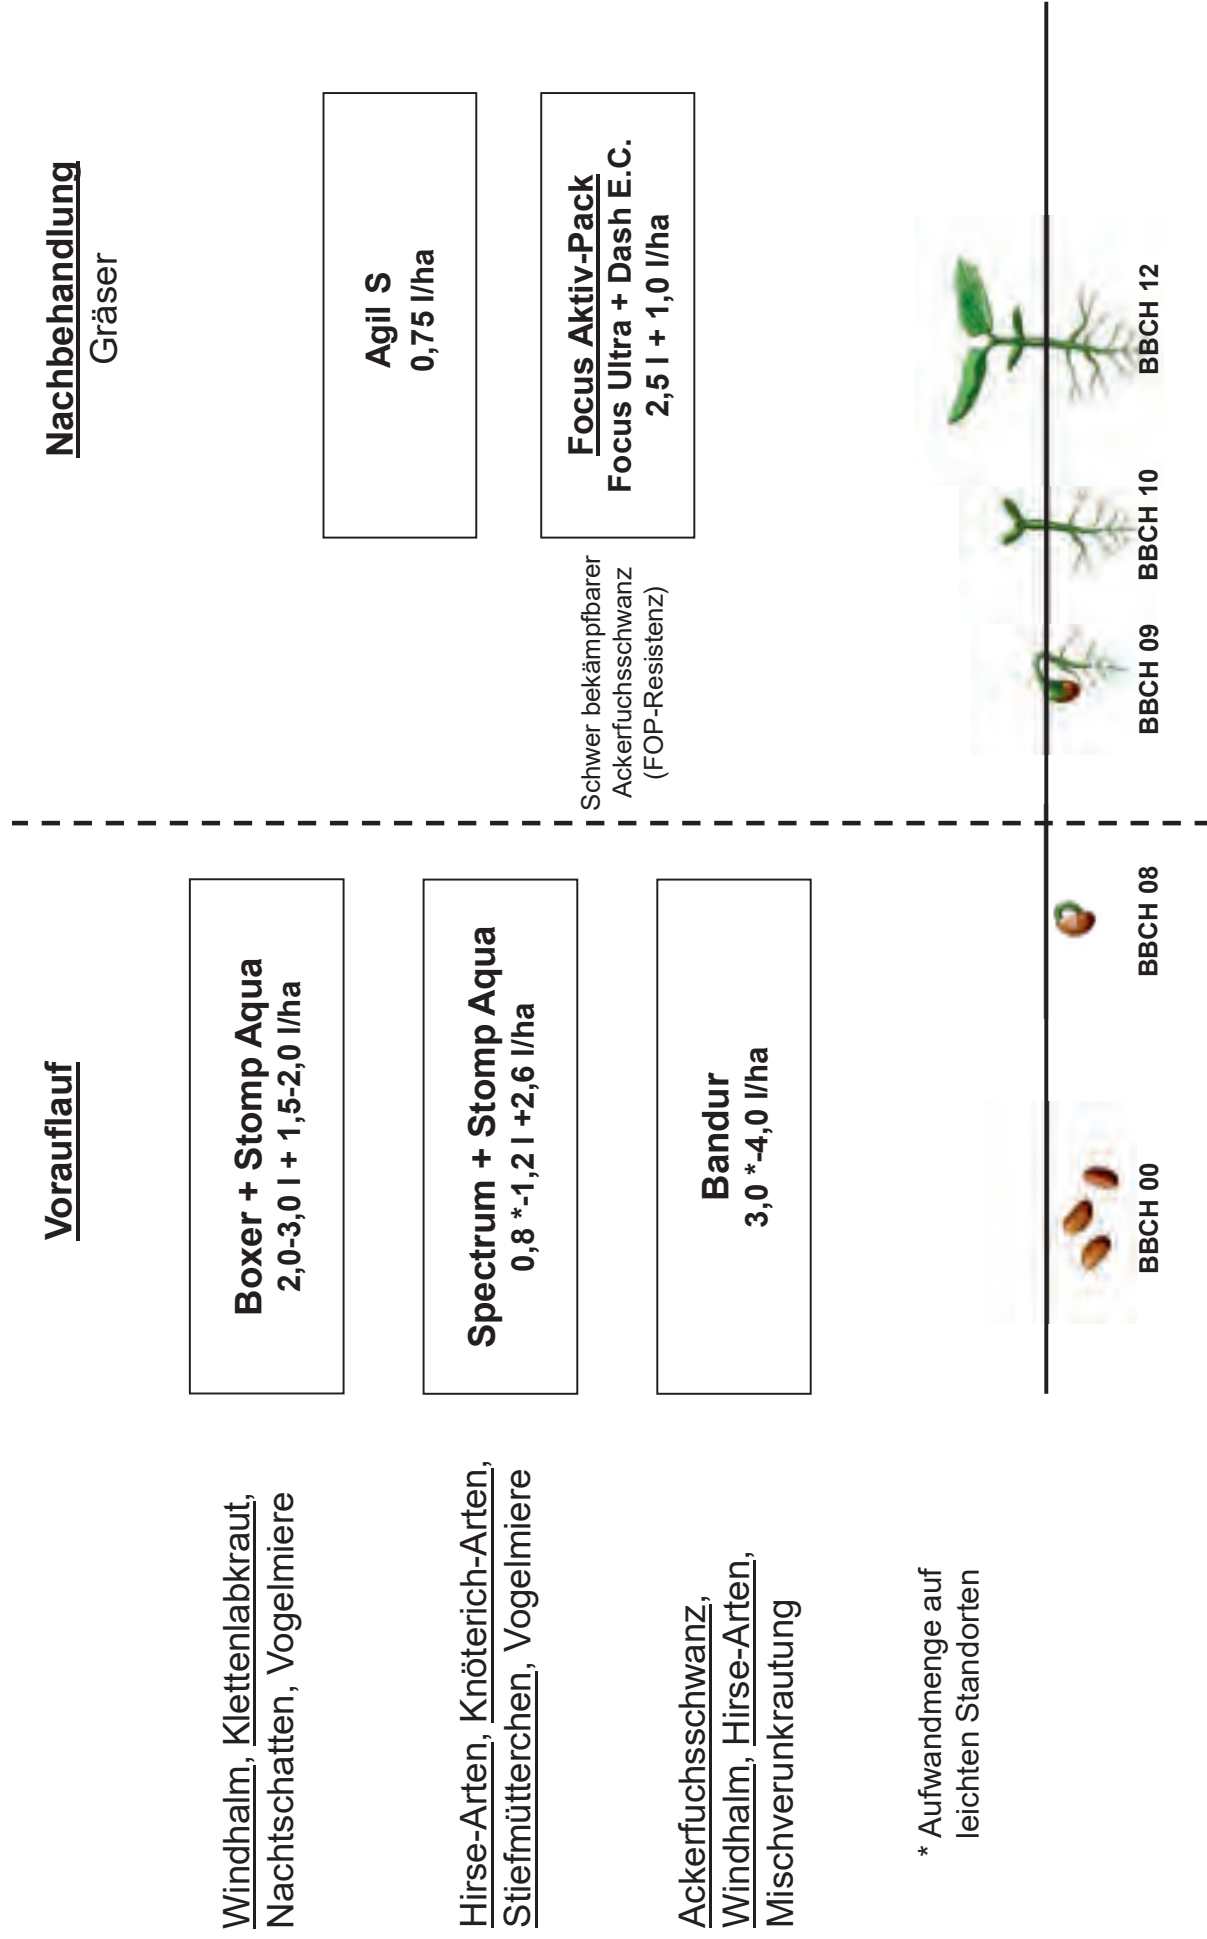 Vorauflauf
Nachbehandlung
Gräser
Windhalm, Klettenlabkraut,
Nachtschatten, Vogelmiere
Boxer + Stomp Aqua
2,0-3,0 l + 1,5-2,0 l/ha
Agil S
0,75 l/ha
Hirse-Arten, Knöterich-Arten,
Stiefmütterchen, Vogelmiere
Spectrum + Stomp Aqua
0,8 *-1,2 l +2,6 l/ha
Schwer bekämpfbarer
Ackerfuchsschwanz
(FOP-Resistenz)
Focus Aktiv-Pack
Focus Ultra + Dash E.C.
2,5 l + 1,0 l/ha
Ackerfuchsschwanz,
Windhalm, Hirse-Arten,
Mischverunkrautung
Bandur
3,0 *-4,0 l/ha
* Aufwandmenge auf
leichten Standorten
BBCH 00
BBCH 08
BBCH 09
BBCH 10
BBCH 12